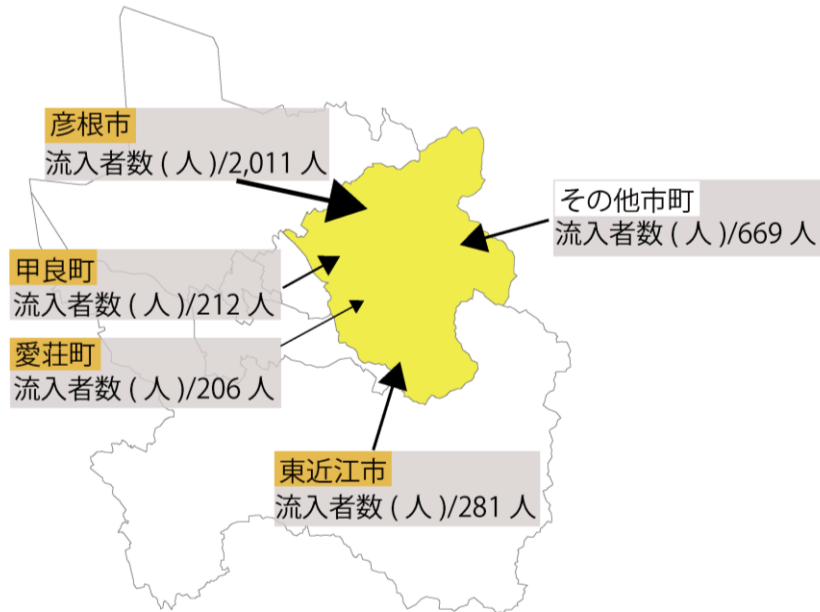 彦根市
流入者数 ( 人 )/2,011 人
その他市町
流入者数 ( 人 )/669 人
甲良町
流入者数 ( 人 )/212 人
愛荘町
流入者数 ( 人 )/206 人
東近江市
流入者数 ( 人 )/281 人